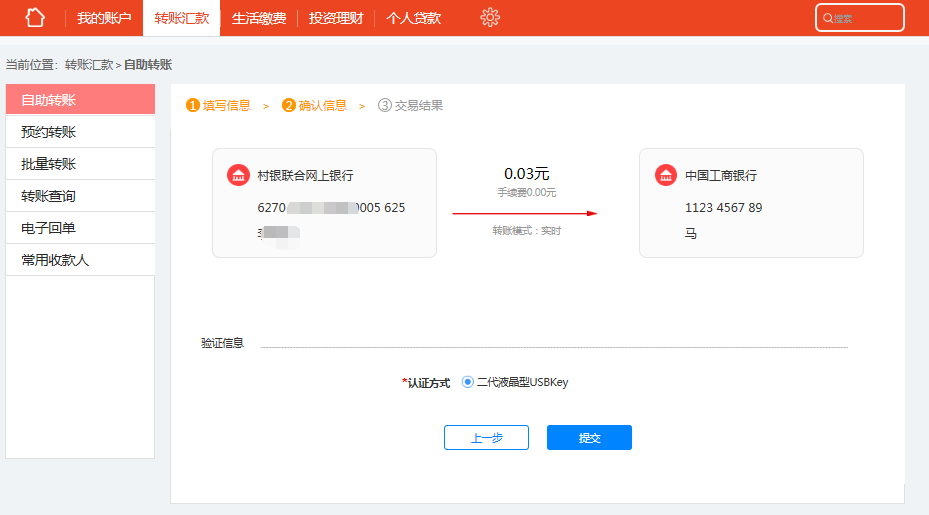 我的账户 转账汇款 生活缴费 投资理财 个人贷款 搜索
当前位置: 转账汇款 > 自助转账
自助转账
预约转账
批量转账
转账查询
电子回单
常用收款人
1 填写信息 > 2 确认信息 > 3 交易结果
村银联合网上银行
6270 0005 625
0.03元
手续费0.00元
转账模式：实时
中国工商银行
1123 4567 89
马
验证信息
*认证方式 二代液晶型USBKey
上一步 提交